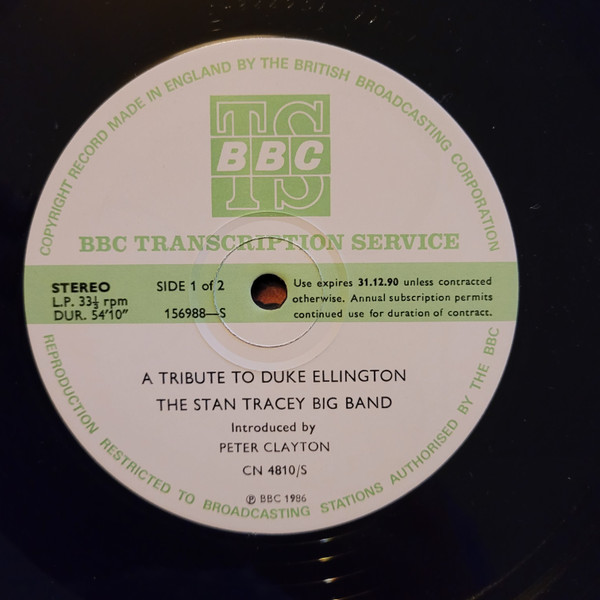 COPYRIGHT RECORD MADE IN ENGLAND BY THE BRITISH BROADCASTING CORPORATION
TS
BBC
BBC TRANSCRIPTION SERVICE
STEREO
L.P. 33⅓ rpm
DUR. 54'10"
SIDE 1 of 2
156988—S
Use expires 31.12.90 unless contracted
otherwise. Annual subscription permits
continued use for duration of contract.
A TRIBUTE TO DUKE ELLINGTON
THE STAN TRACEY BIG BAND
Introduced by
PETER CLAYTON
CN 4810/S
℗ BBC 1986
REPRODUCTION RESTRICTED TO BROADCASTING STATIONS AUTHORISED BY THE BBC